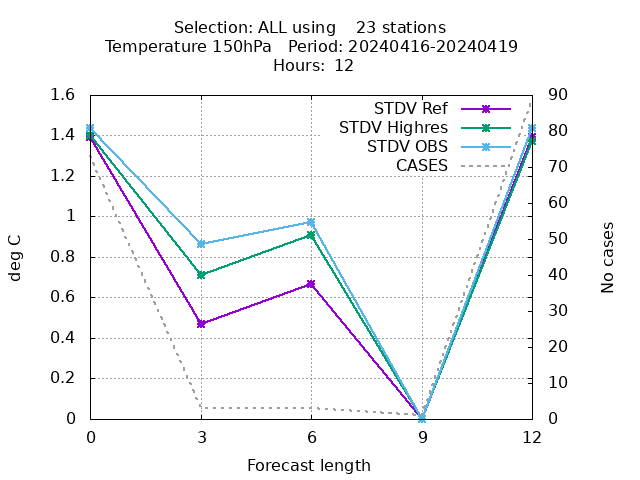 Selection: ALL using    23 stations
Temperature 150hPa   Period: 20240416-20240419
Hours: 12
STDV Ref
STDV Highres
STDV OBS
CASES
deg C
1.6
1.4
1.2
1
0.8
0.6
0.4
0.2
0
90
80
70
60
50
40
30
20
10
0
No cases
0 3 6 9 12
Forecast length